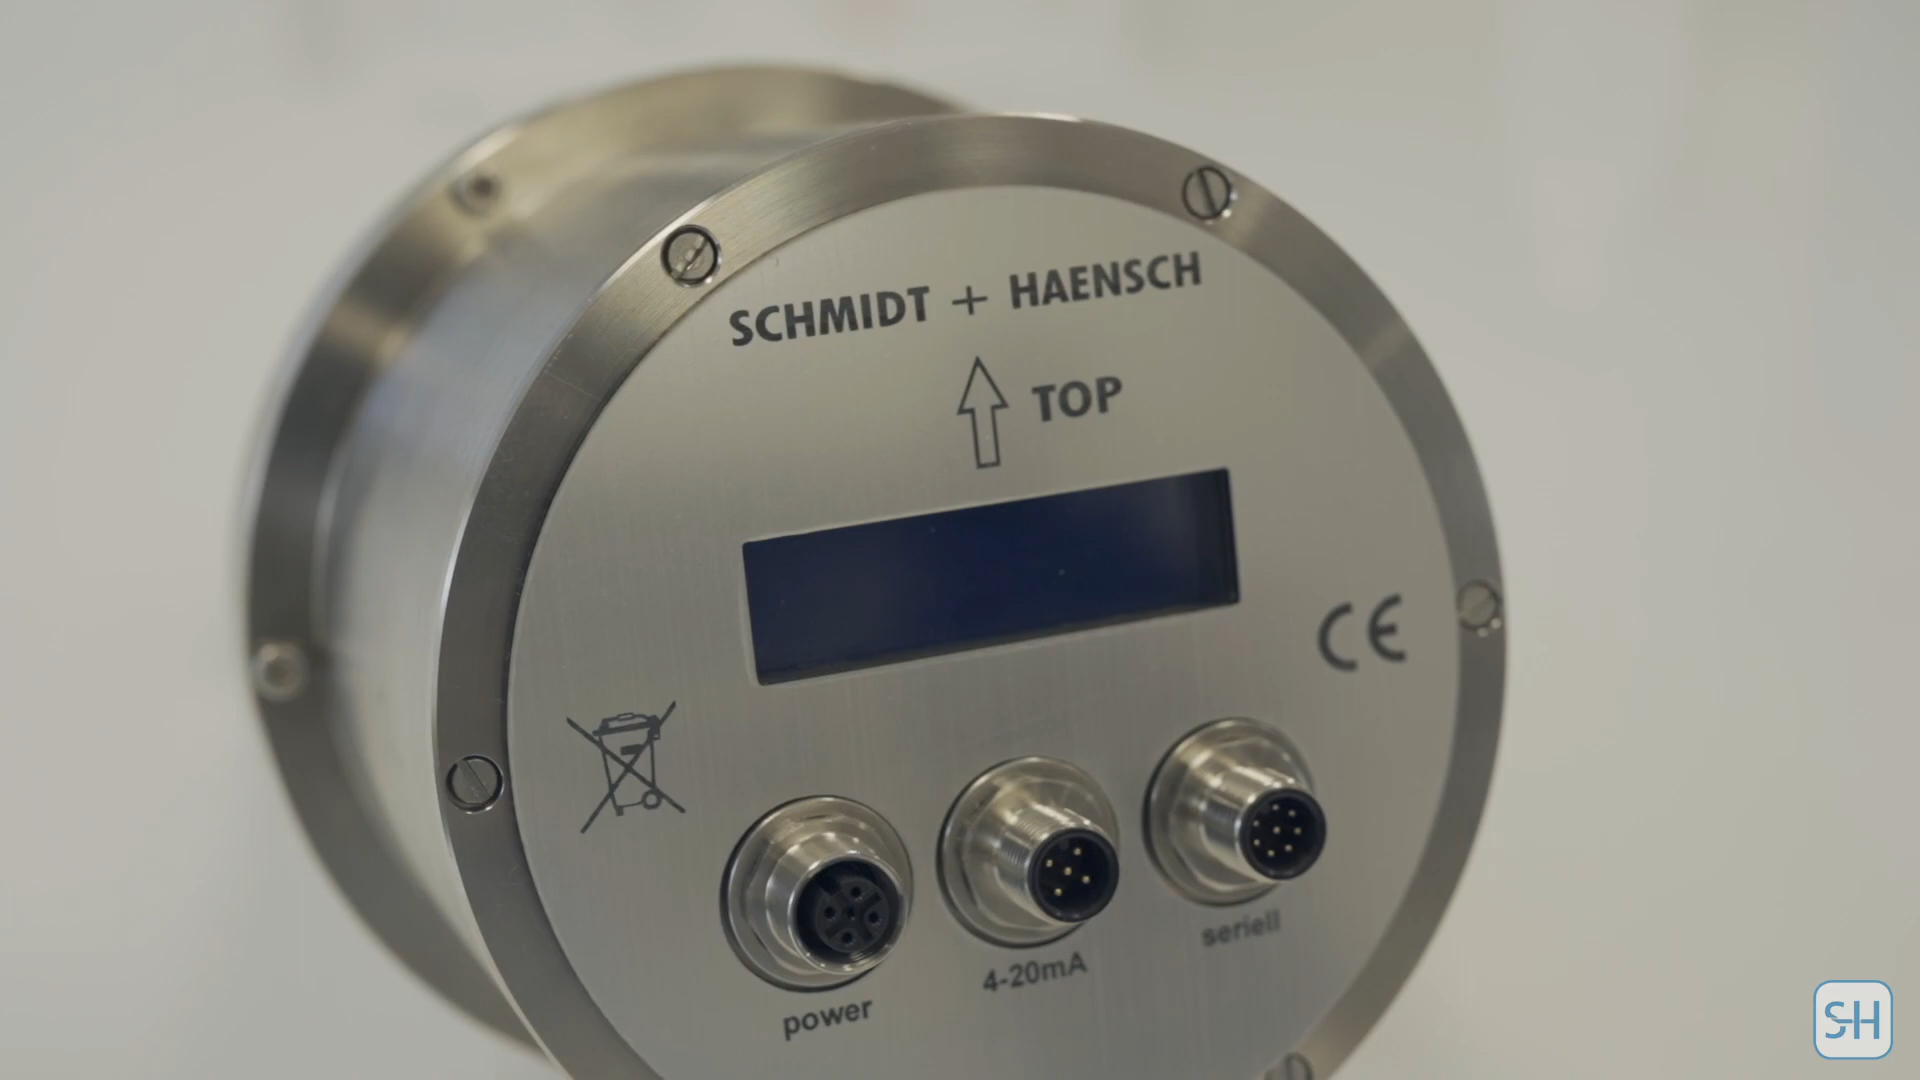 SCHMIDT + HAENSCH
TOP
CE
power
4-20mA
seriell
SH